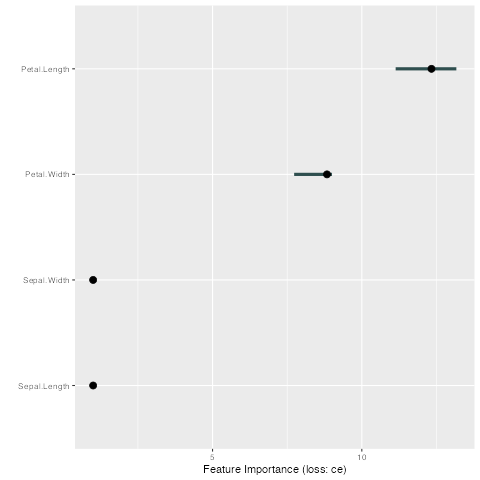 Petal.Length
Petal.Width
Sepal.Width
Sepal.Length
5 10
Feature Importance (loss: ce)